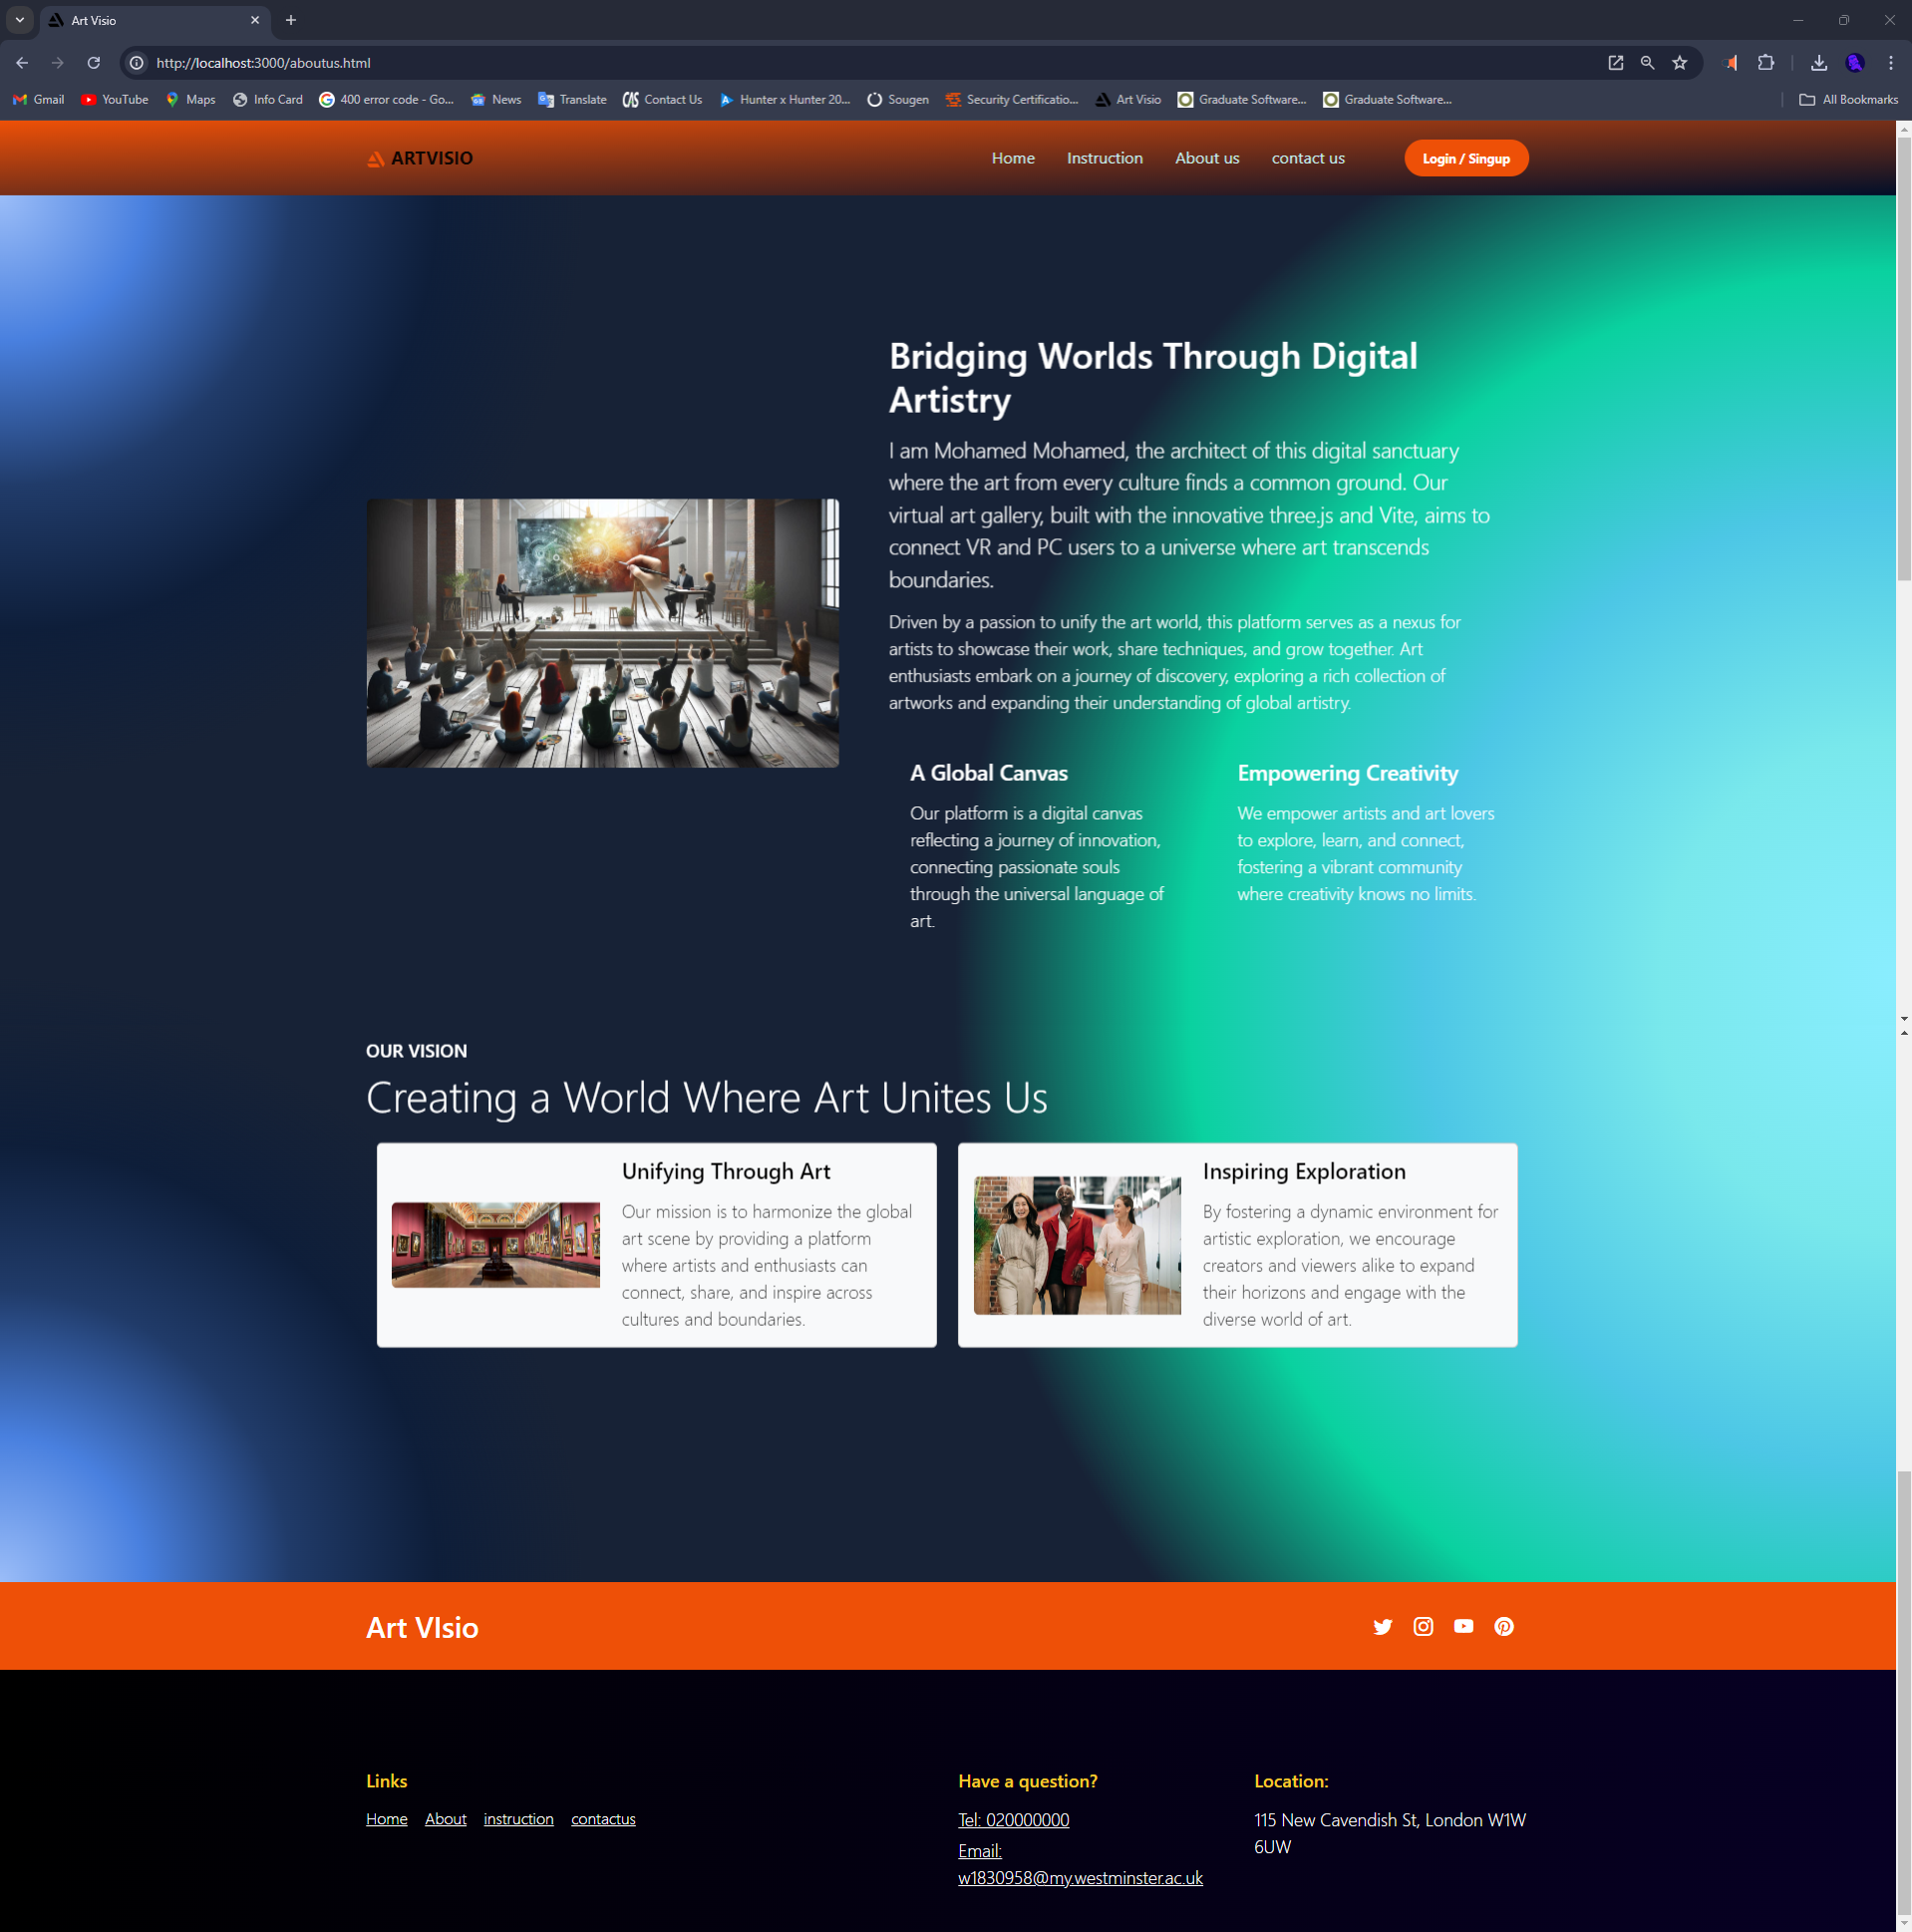 Art Visio
http://localhost:3000/aboutus.html
Gmail
YouTube
Maps
Info Card
400 error code - Go...
News
Translate
Contact Us
Hunter x Hunter 20...
Sougen
Security Certificatio...
Art Visio
Graduate Software...
Graduate Software...
All Bookmarks
ARTVISIO
Home
Instruction
About us
contact us
Login / Singup
Bridging Worlds Through Digital
Artistry
I am Mohamed Mohamed, the architect of this digital sanctuary
where the art from every culture finds a common ground. Our
virtual art gallery, built with the innovative three.js and Vite, aims to
connect VR and PC users to a universe where art transcends
boundaries.
Driven by a passion to unify the art world, this platform serves as a nexus for
artists to showcase their work, share techniques, and grow together. Art
enthusiasts embark on a journey of discovery, exploring a rich collection of
artworks and expanding their understanding of global artistry.
A Global Canvas
Our platform is a digital canvas
reflecting a journey of innovation,
connecting passionate souls
through the universal language of
art.
Empowering Creativity
We empower artists and art lovers
to explore, learn, and connect,
fostering a vibrant community
where creativity knows no limits.
OUR VISION
Creating a World Where Art Unites Us
Unifying Through Art
Our mission is to harmonize the global
art scene by providing a platform
where artists and enthusiasts can
connect, share, and inspire across
cultures and boundaries.
Inspiring Exploration
By fostering a dynamic environment for
artistic exploration, we encourage
creators and viewers alike to expand
their horizons and engage with the
diverse world of art.
Art VIsio
Links
Home
About
instruction
contactus
Have a question?
Tel: 020000000
Email:
w1830958@my.westminster.ac.uk
Location:
115 New Cavendish St, London W1W
6UW